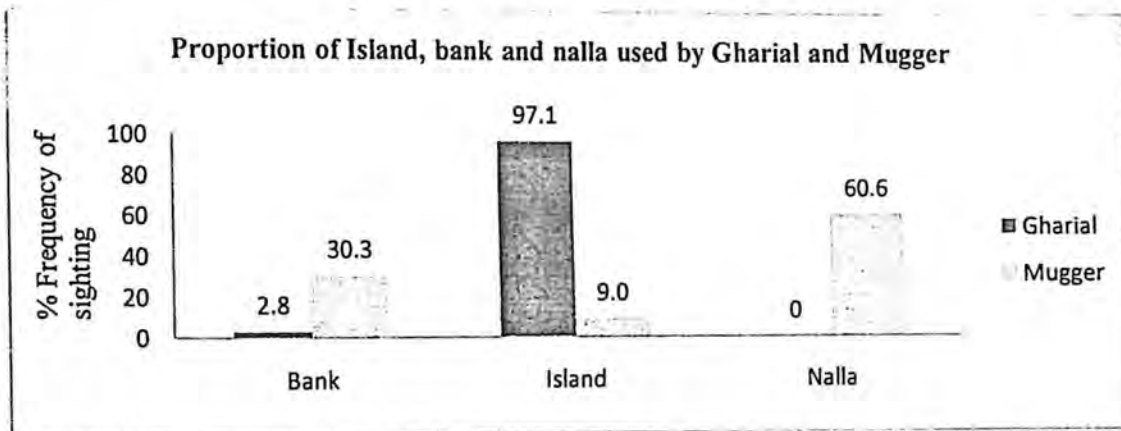 Proportion of Island, bank and nalla used by Gharial and Mugger
% Frequency of
sighting
100
80
60
40
20
0
2.8
30.3
97.1
9.0
0
60.6
Bank
Island
Nalla
Gharial
Mugger